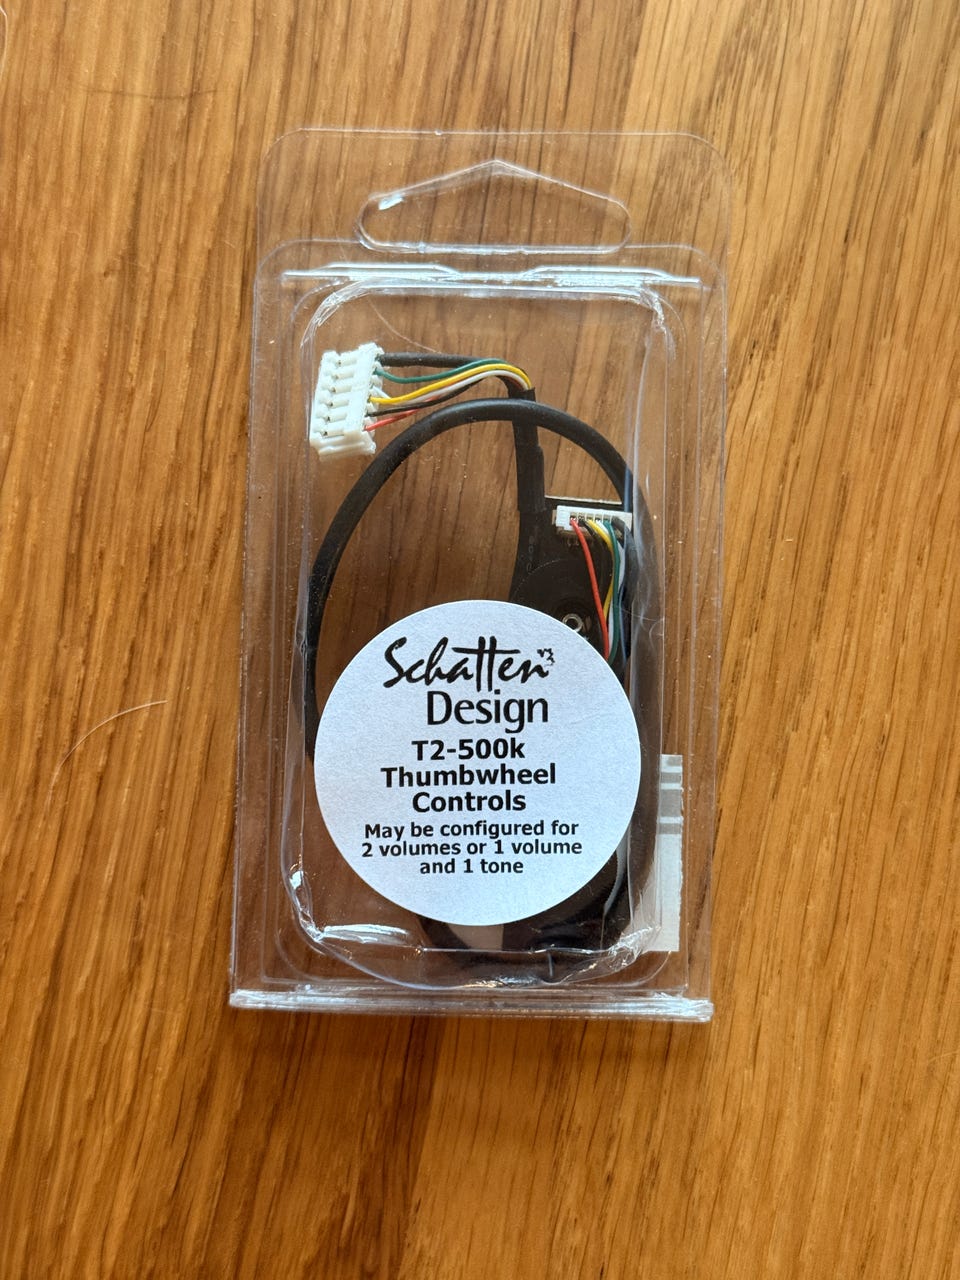 Schatten
Design
T2-500k
Thumbwheel
Controls
May be configured for
2 volumes or 1 volume
and 1 tone